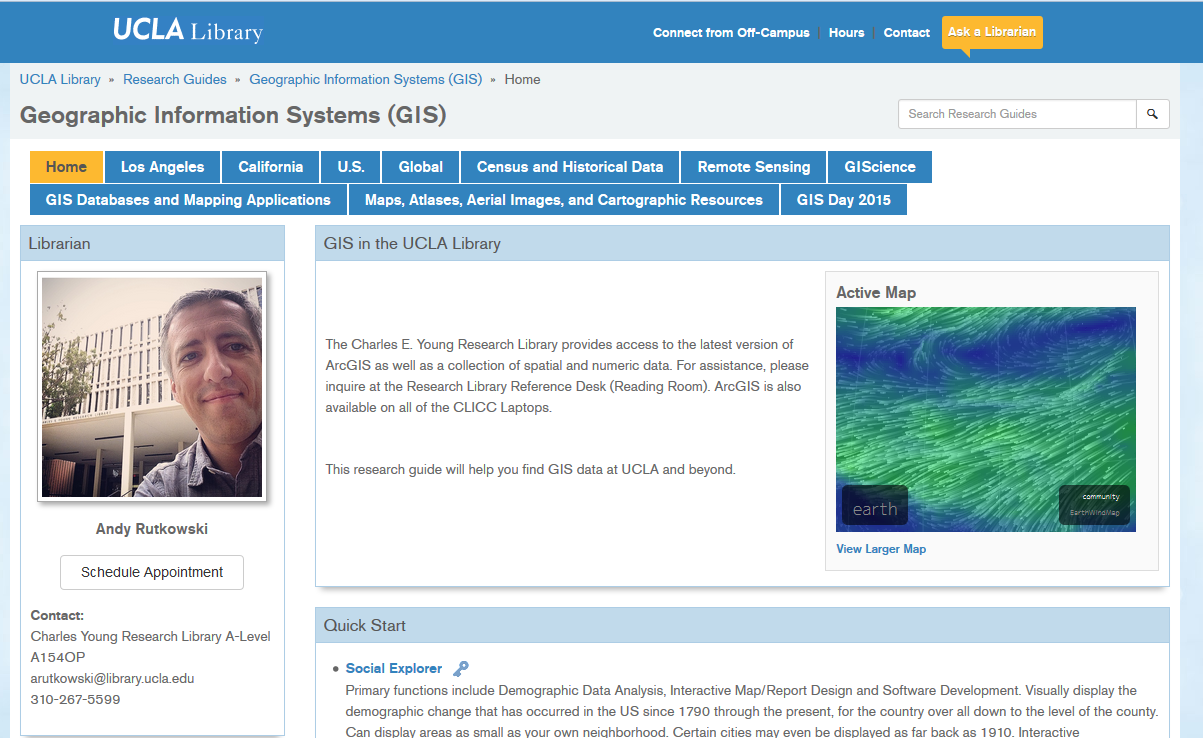 UCLA Library
Connect from Off-Campus | Hours | Contact
Ask a Librarian
UCLA Library » Research Guides » Geographic Information Systems (GIS) » Home
Geographic Information Systems (GIS)
Search Research Guides
Home
Los Angeles
California
U.S.
Global
Census and Historical Data
Remote Sensing
GIScience
GIS Databases and Mapping Applications
Maps, Atlases, Aerial Images, and Cartographic Resources
GIS Day 2015
Librarian
Andy Rutkowski
Schedule Appointment
Contact:
Charles Young Research Library A-Level
A154OP
arutkowski@library.ucla.edu
310-267-5599
GIS in the UCLA Library
The Charles E. Young Research Library provides access to the latest version of
ArcGIS as well as a collection of spatial and numeric data. For assistance, please
inquire at the Research Library Reference Desk (Reading Room). ArcGIS is also
available on all of the CLICC Laptops.
This research guide will help you find GIS data at UCLA and beyond.
Active Map
earth
community
EarthWindMap
View Larger Map
Quick Start
• Social Explorer
Primary functions include Demographic Data Analysis, Interactive Map/Report Design and Software Development. Visually display the
demographic change that has occurred in the US since 1790 through the present, for the country over all down to the level of the county.
Can display areas as small as your own neighborhood. Certain cities may even be displayed as far back as 1910. Interactive